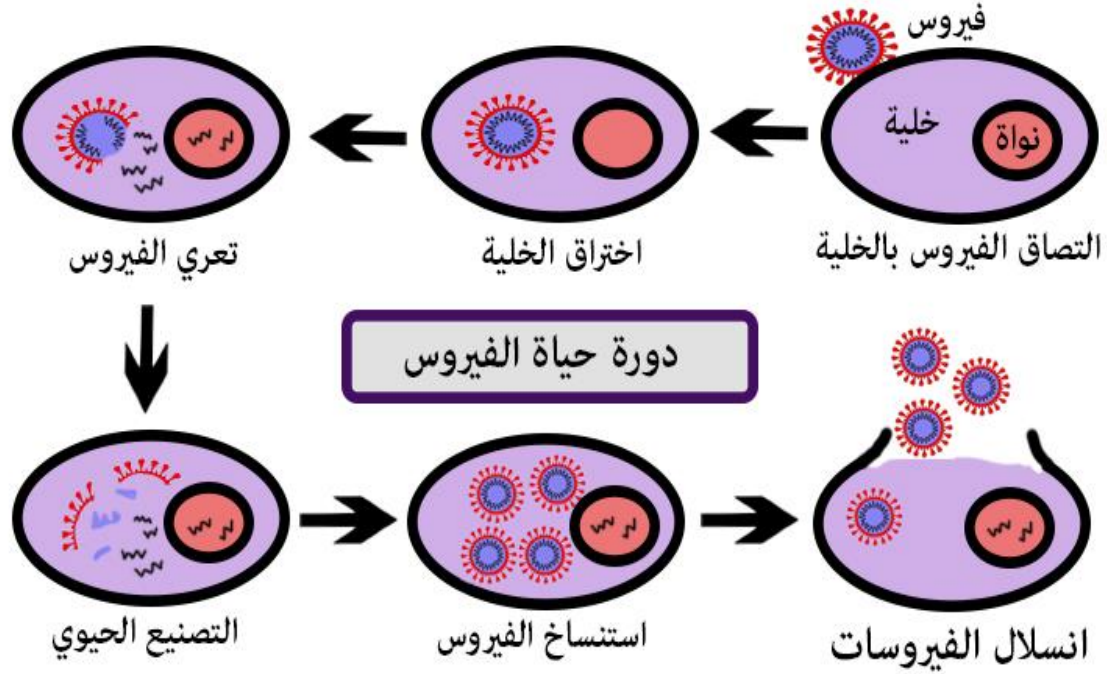 فيروس
خلية
نواة
التصاق الفيروس بالخلية
اختراق الخلية
تعري الفيروس
دورة حياة الفيروس
التصنيع الحيوي
استنساخ الفيروس
انسلال الفيروسات